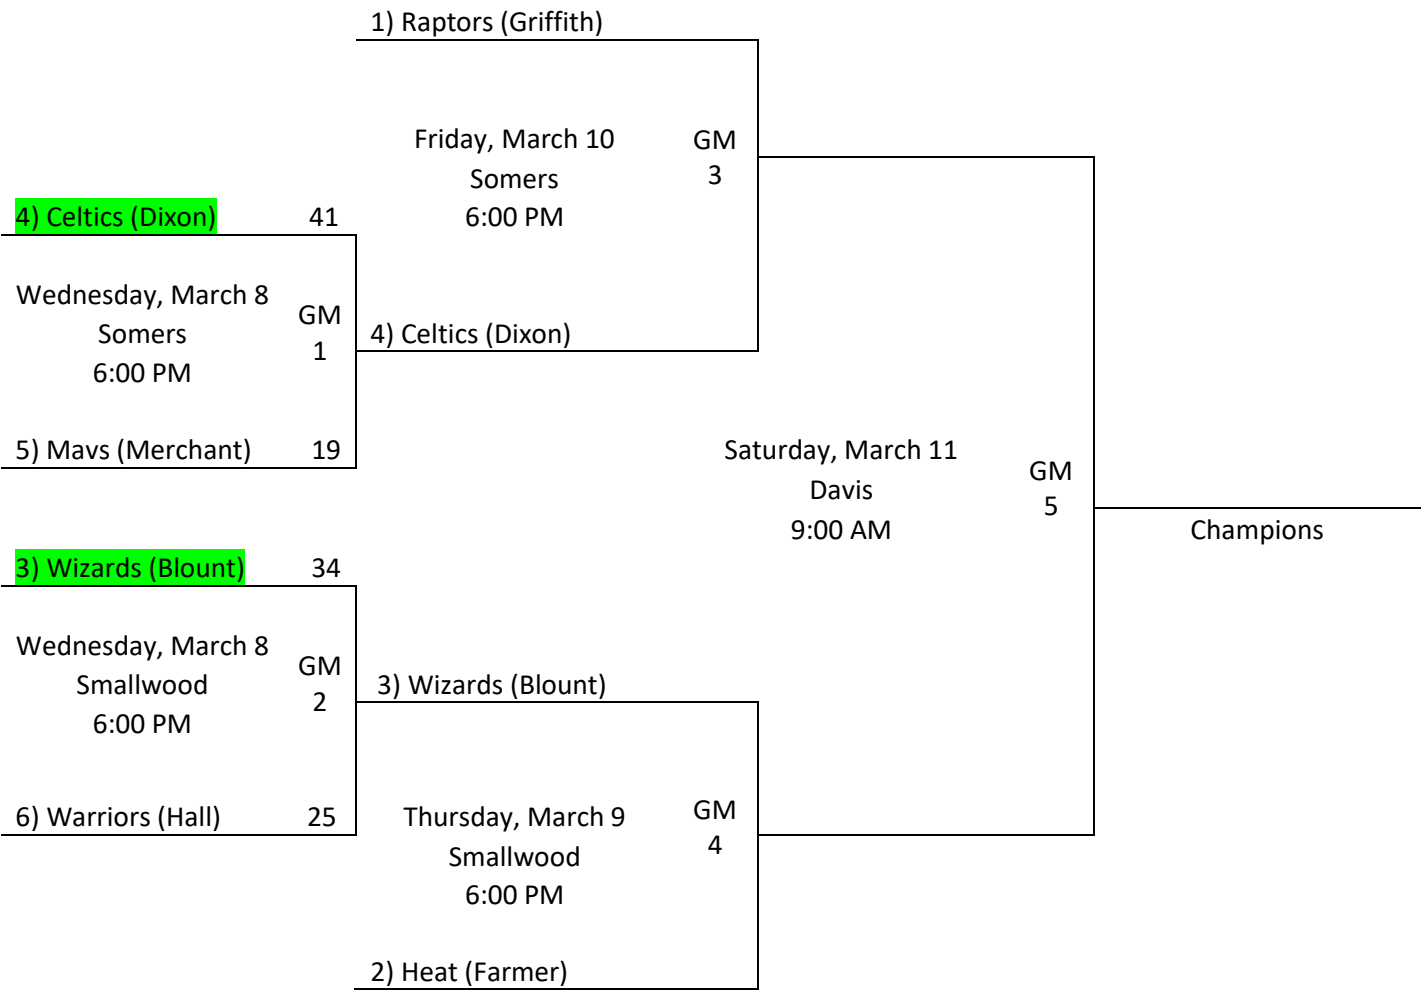 1) Raptors (Griffith)
Friday, March 10
Somers
6:00 PM
GM
3
4) Celtics (Dixon) 41
Wednesday, March 8
Somers
6:00 PM
GM
1
4) Celtics (Dixon)
5) Mavs (Merchant) 19
Saturday, March 11
Davis
9:00 AM
GM
5
Champions
3) Wizards (Blount) 34
Wednesday, March 8
Smallwood
6:00 PM
GM
2
3) Wizards (Blount)
6) Warriors (Hall) 25
Thursday, March 9
Smallwood
6:00 PM
GM
4
2) Heat (Farmer)